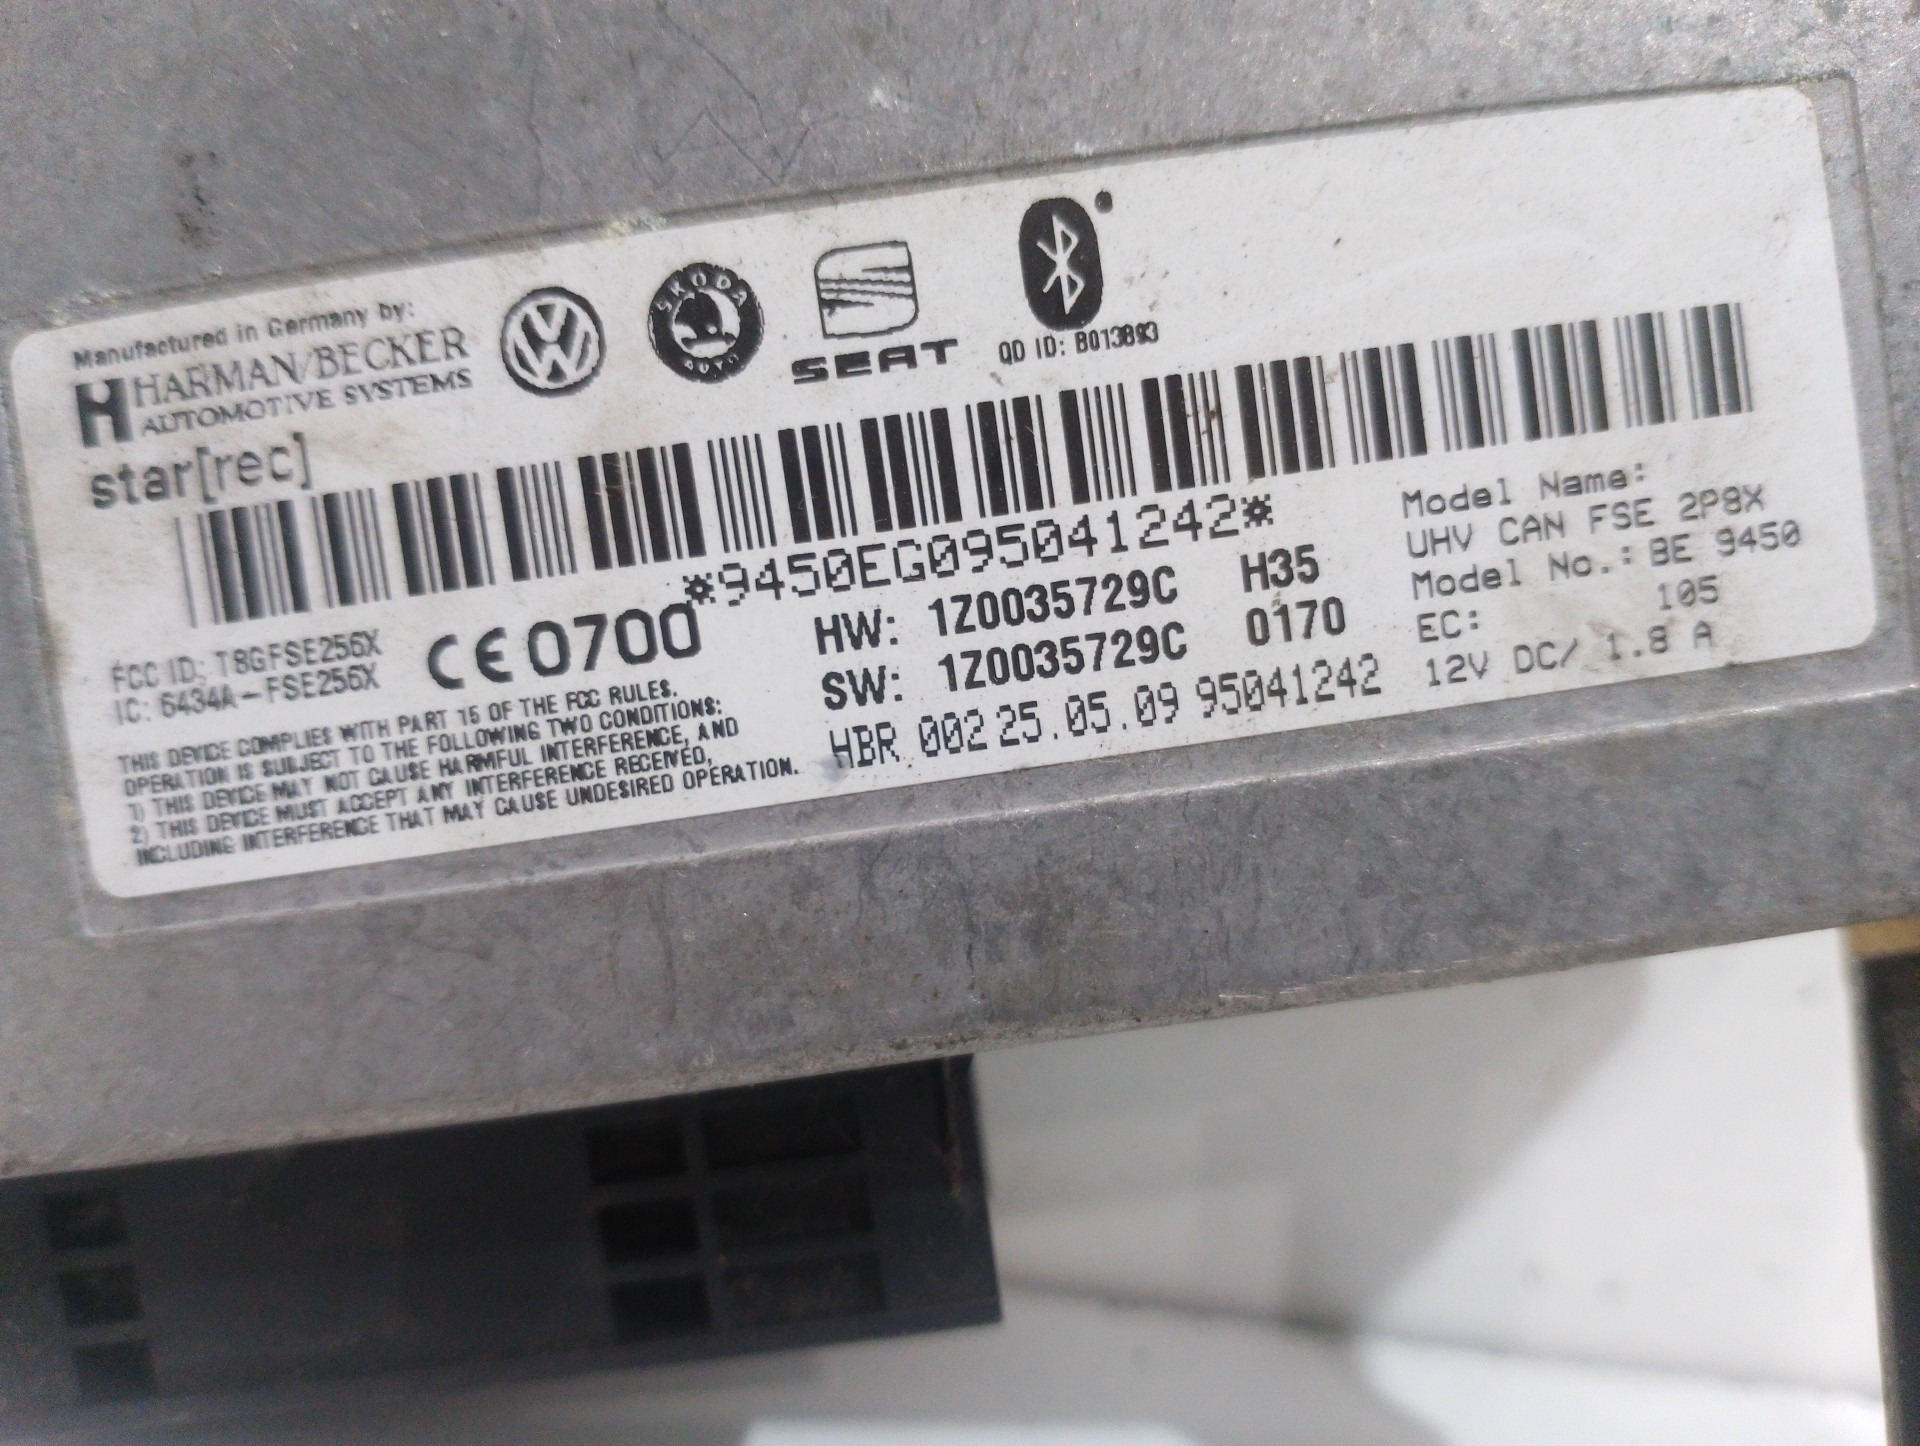 Manufactured in Germany by:
HARMAN/BECKER
AUTOMOTIVE SYSTEMS
ŠKODA
AUTO
SEAT
QD ID: B013893
star[rec]
*9450EG095041242*
FCC ID: T8GFSE256X
IC: 6434A-FSE256X
CE 0700
HW: 1Z0035729C H35
SW: 1Z0035729C 0170
HBR 002 25.05.09 95041242
Model Name:
UHV CAN FSE 2P8X
Model No.: BE 9450
EC: 105
12V DC/ 1.8 A
THIS DEVICE COMPLIES WITH PART 15 OF THE FCC RULES.
OPERATION IS SUBJECT TO THE FOLLOWING TWO CONDITIONS:
1) THIS DEVICE MAY NOT CAUSE HARMFUL INTERFERENCE, AND
2) THIS DEVICE MUST ACCEPT ANY INTERFERENCE RECEIVED,
INCLUDING INTERFERENCE THAT MAY CAUSE UNDESIRED OPERATION.